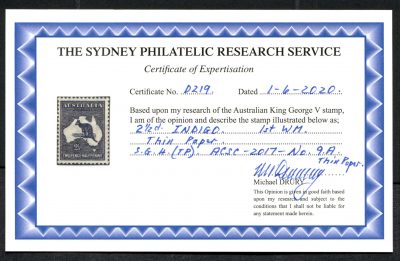 THE SYDNEY PHILATELIC RESEARCH SERVICE
Certificate of Expertisation
Certificate No. D219 Dated 1-6-2020
Based upon my research of the Australian King George V stamp,
I am of the opinion and describe the stamp illustrated below as;
2½d. INDIGO. 1st WM.
Thin Paper.
S.G. 4 (TP). ACSC-2017-No. 9A.
Thin Paper.
Michael DRURY
This Opinion is given in good faith based
upon my research and subject to the
conditions that I shall not be liable for
any statement made herein.
AUSTRALIA